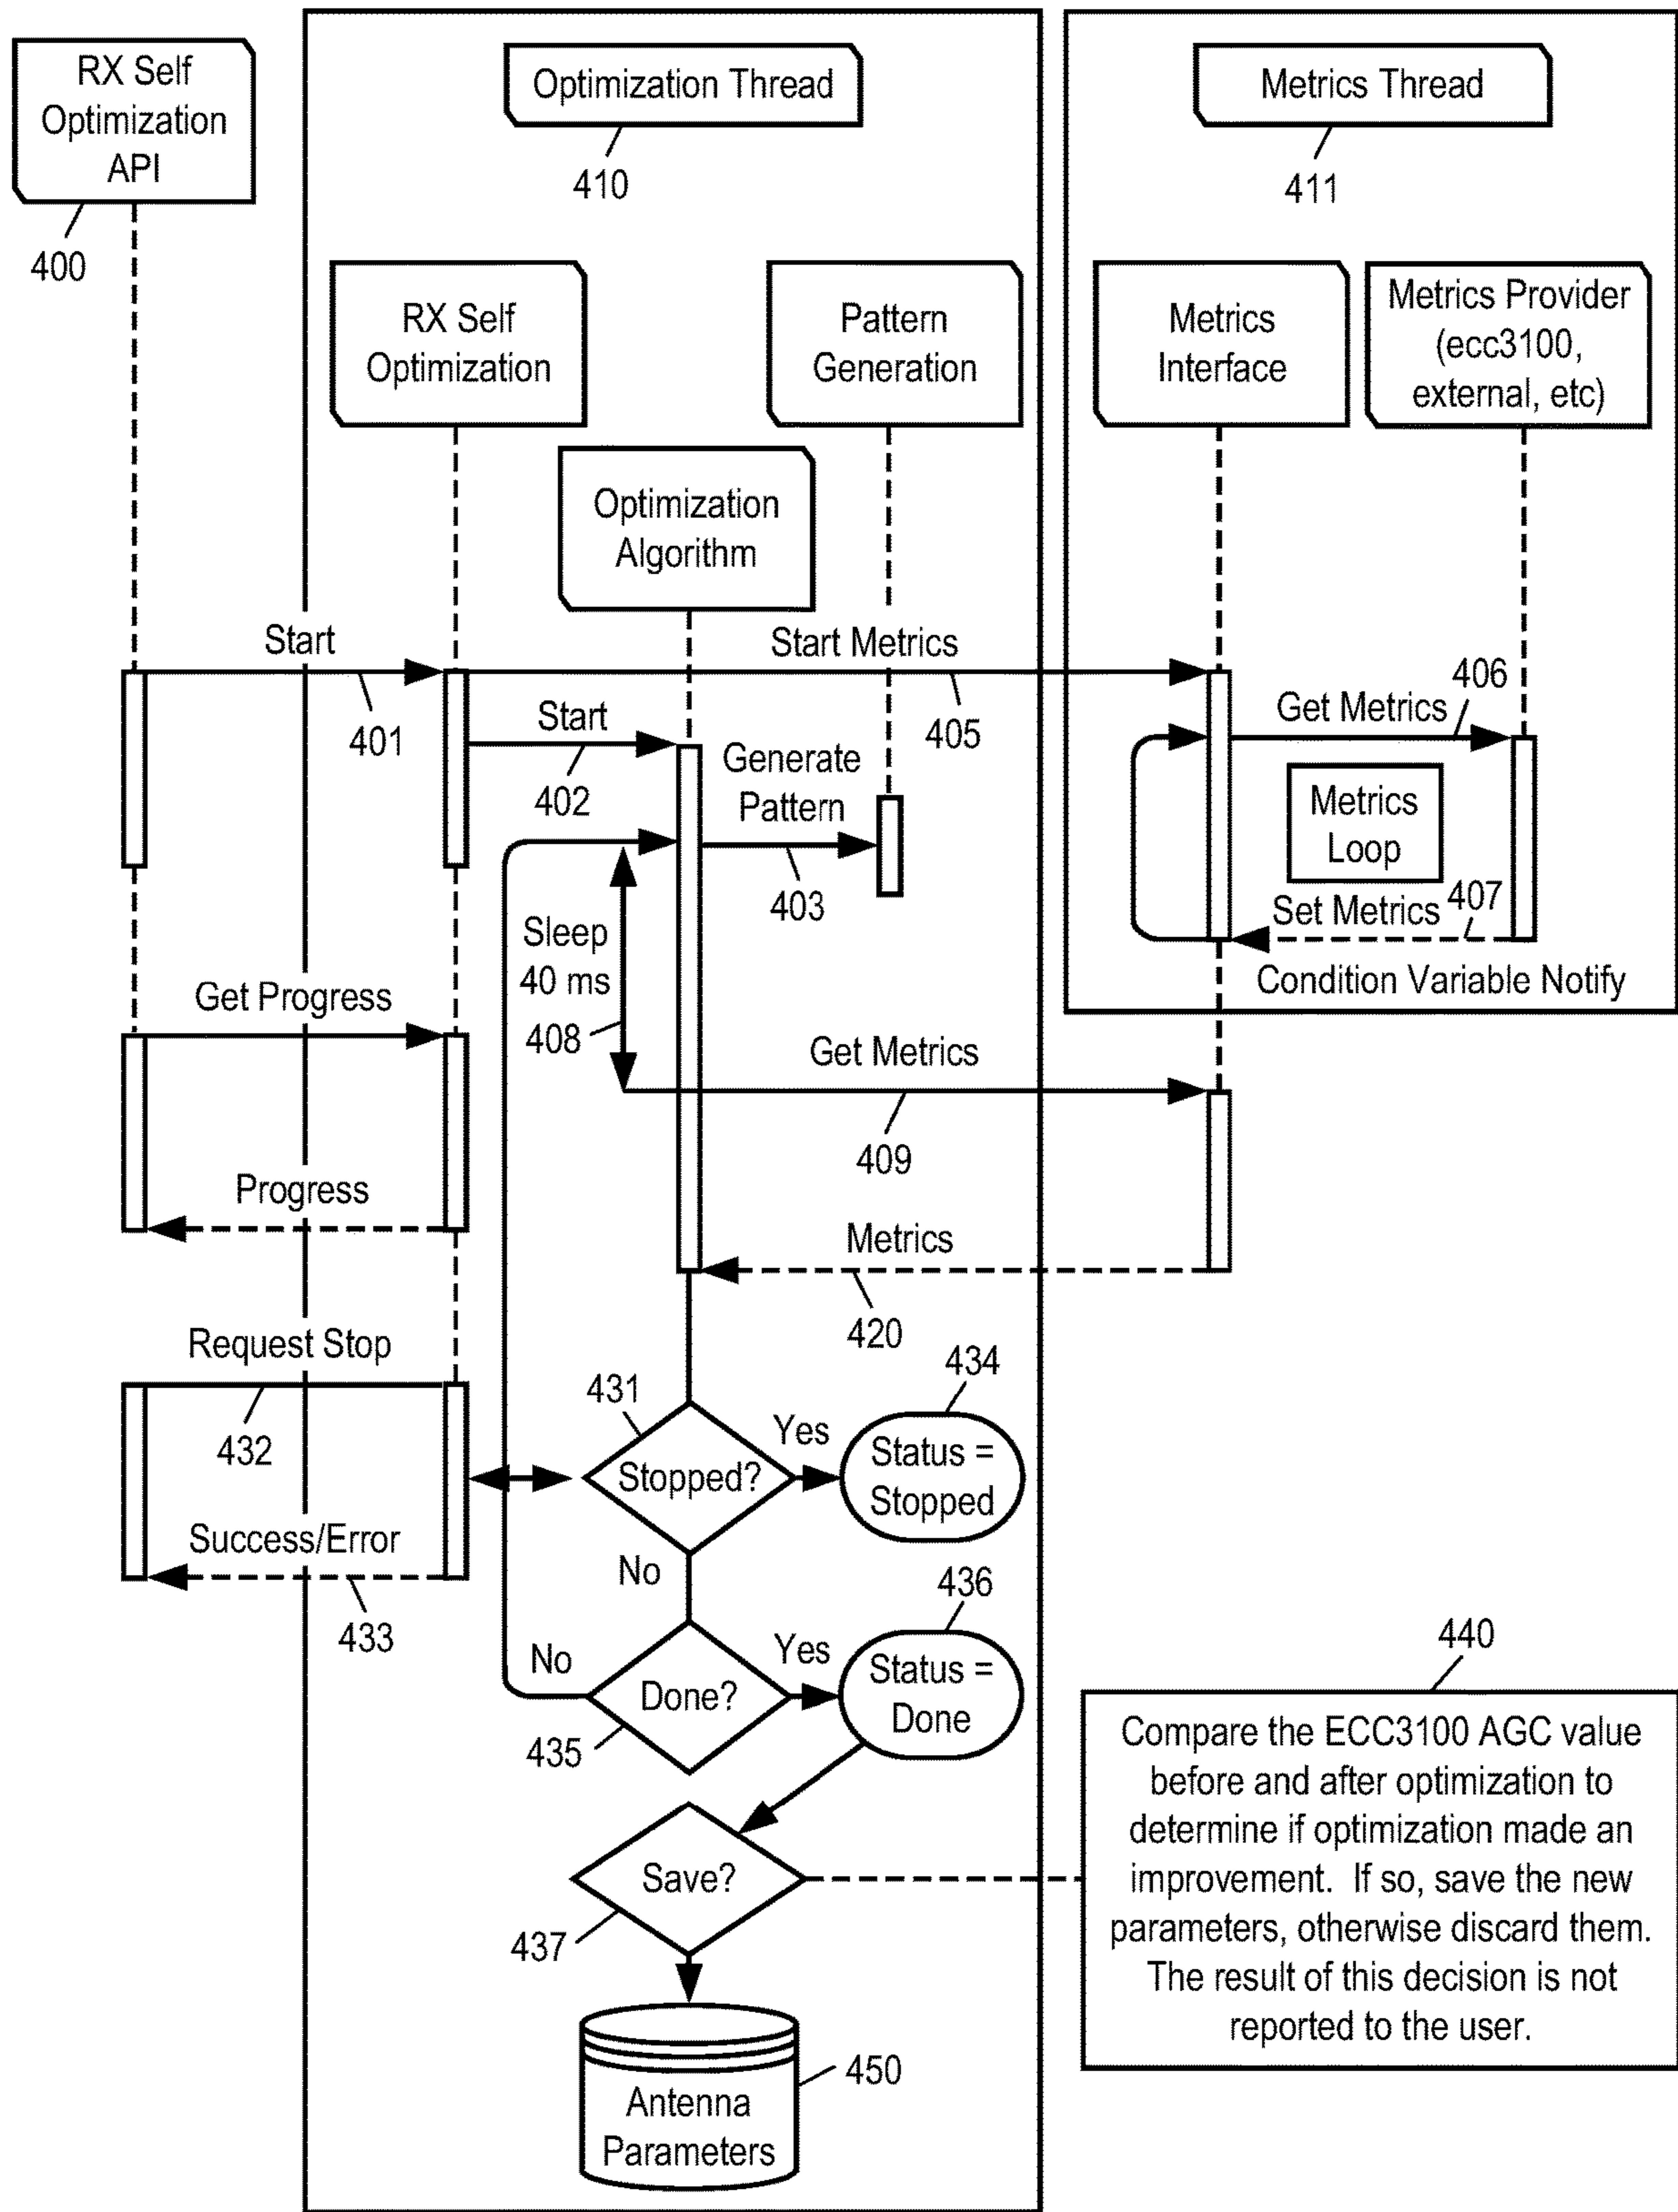 RX Self
Optimization
API
400
Optimization Thread
410
Metrics Thread
411
RX Self
Optimization
Pattern
Generation
Metrics
Interface
Metrics Provider
(ecc3100,
external, etc)
Optimization
Algorithm
Start
401
Start Metrics
405
Start
402
Generate
Pattern
403
Get Metrics
406
Metrics
Loop
Set Metrics
407
Condition Variable Notify
Sleep
40 ms
408
Get Progress
Progress
Get Metrics
409
Metrics
420
Request Stop
432
Success/Error
433
431
Stopped?
Yes
434
Status =
Stopped
No
Done?
435
No
Yes
436
Status =
Done
Save?
437
440
Compare the ECC3100 AGC value
before and after optimization to
determine if optimization made an
improvement. If so, save the new
parameters, otherwise discard them.
The result of this decision is not
reported to the user.
Antenna
Parameters
450